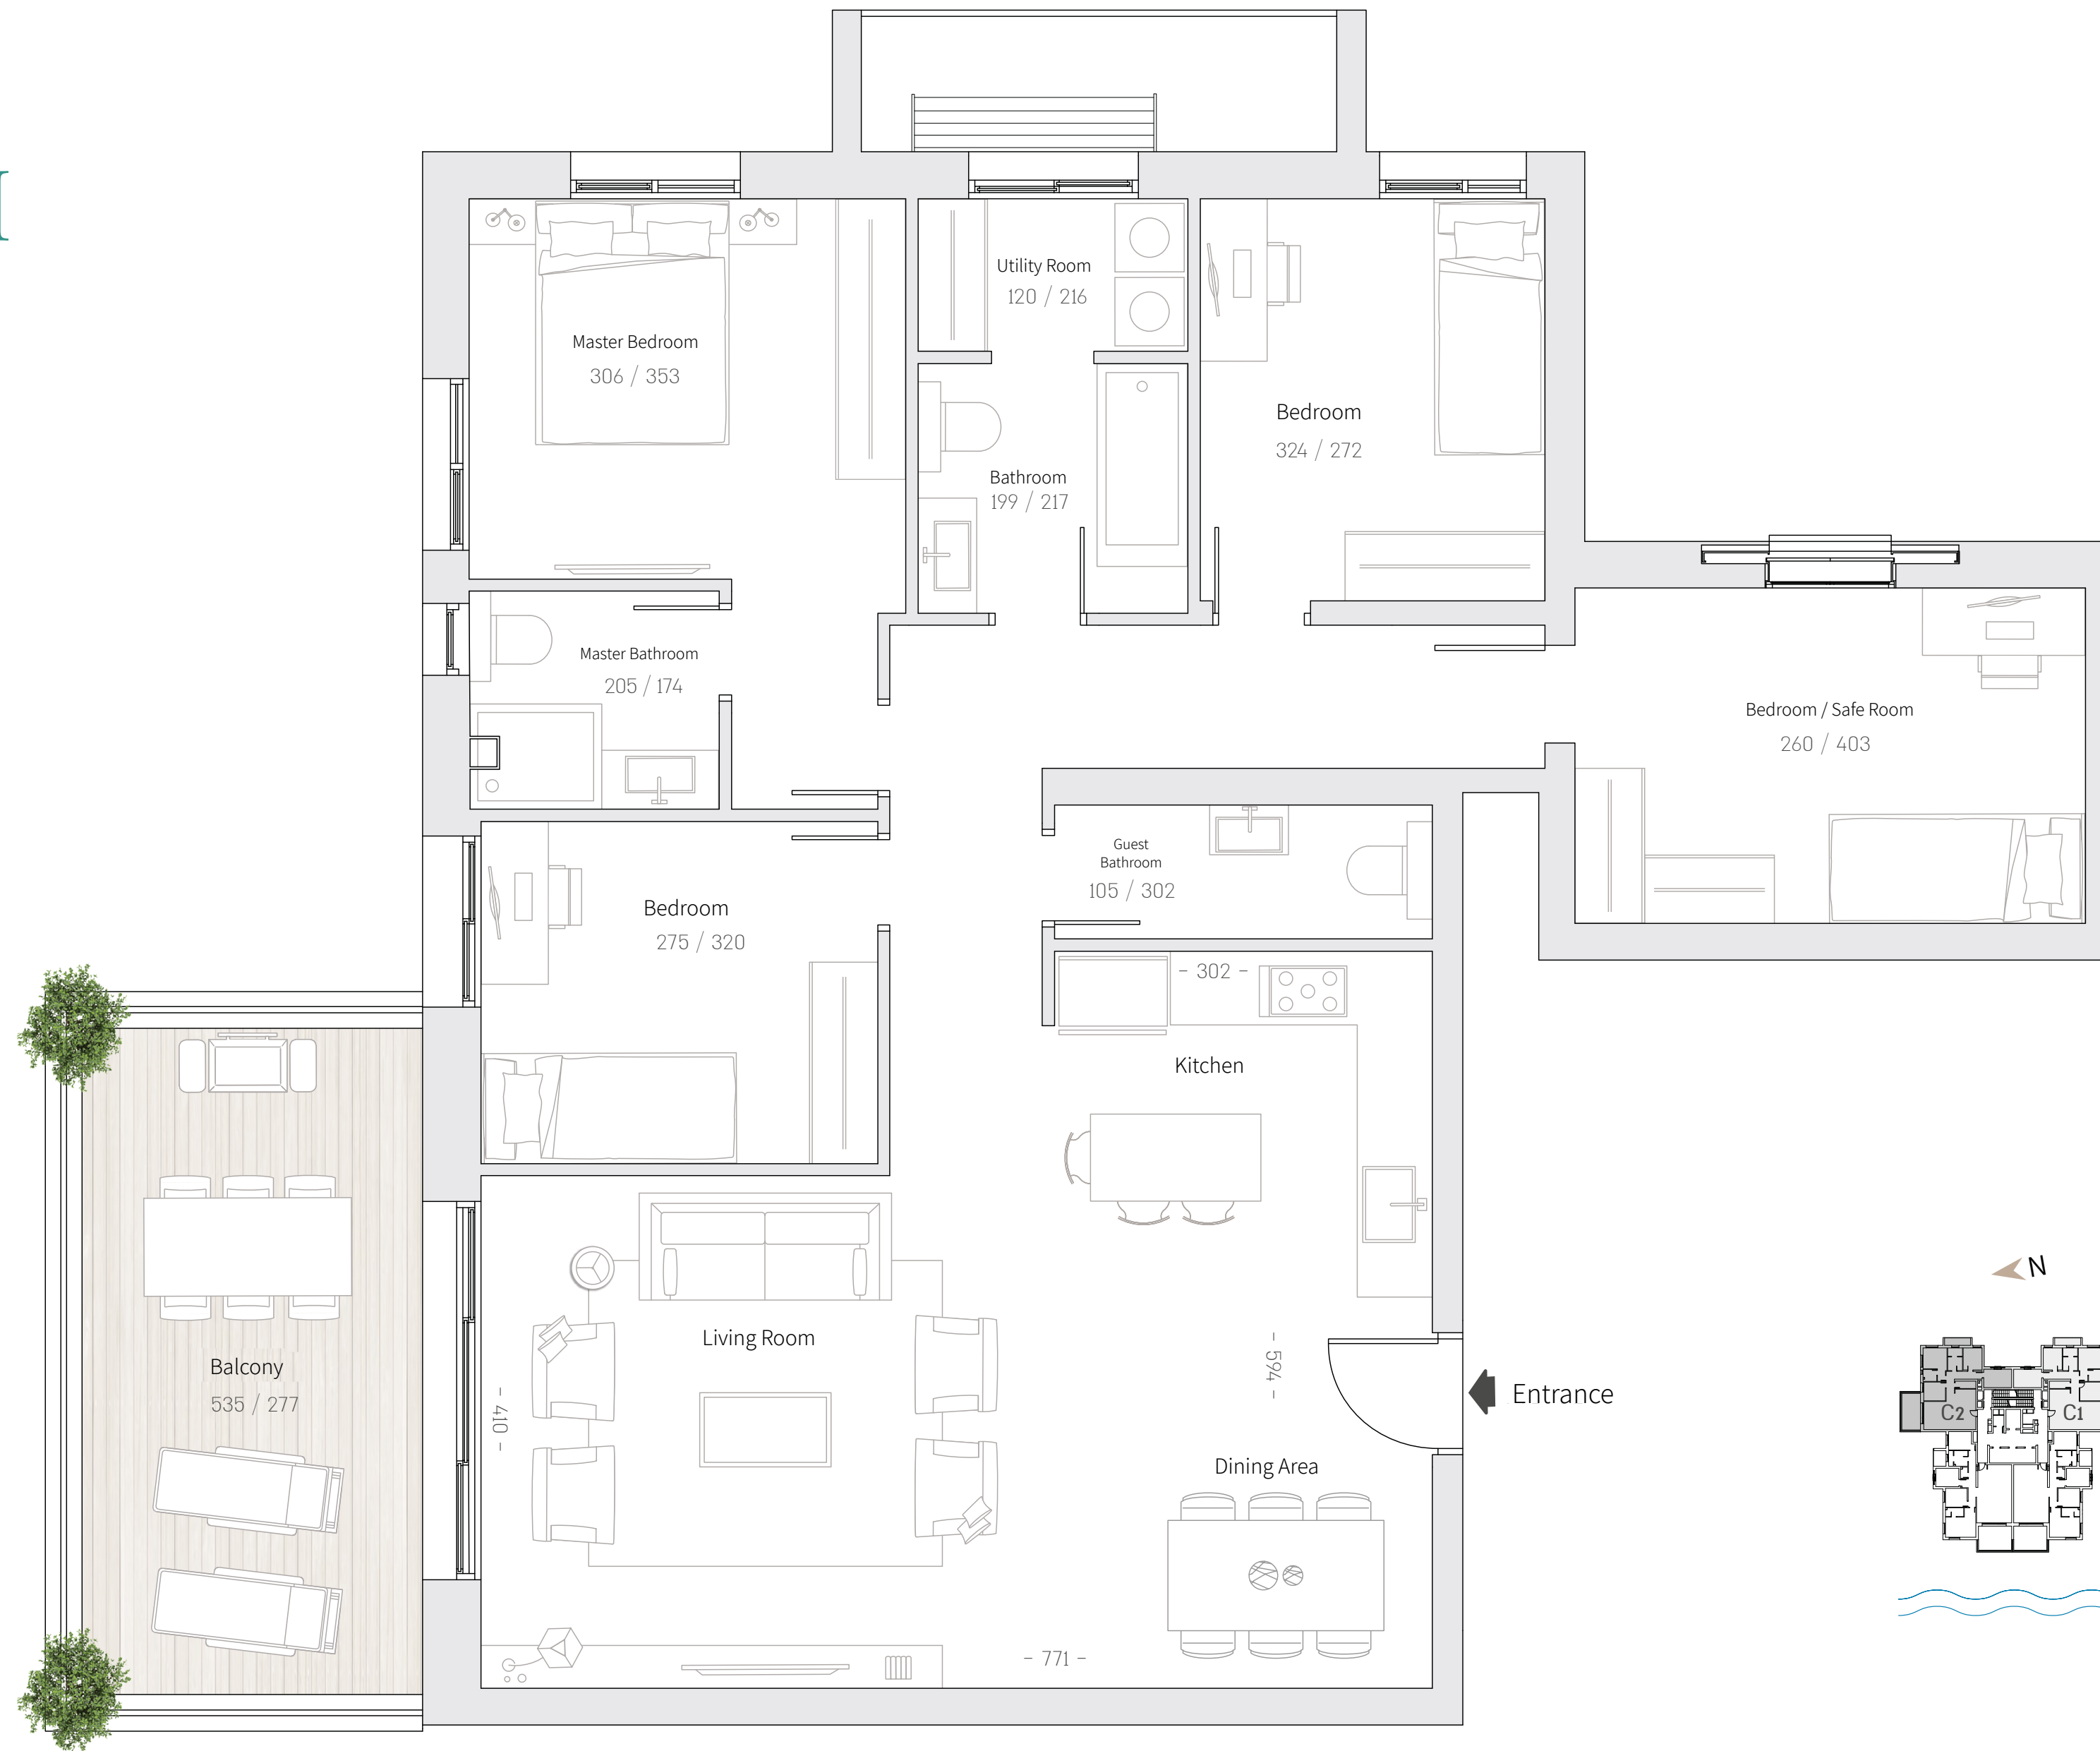 Utility Room
120 / 216
Master Bedroom
306 / 353
Bedroom
324 / 272
Bathroom
199 / 217
Master Bathroom
205 / 174
Bedroom / Safe Room
260 / 403
Guest
Bathroom
105 / 302
Bedroom
275 / 320
- 302 -
Kitchen
N
Living Room
- 594 -
Balcony
535 / 277
- 410 -
Entrance
C2
C1
Dining Area
- 771 -